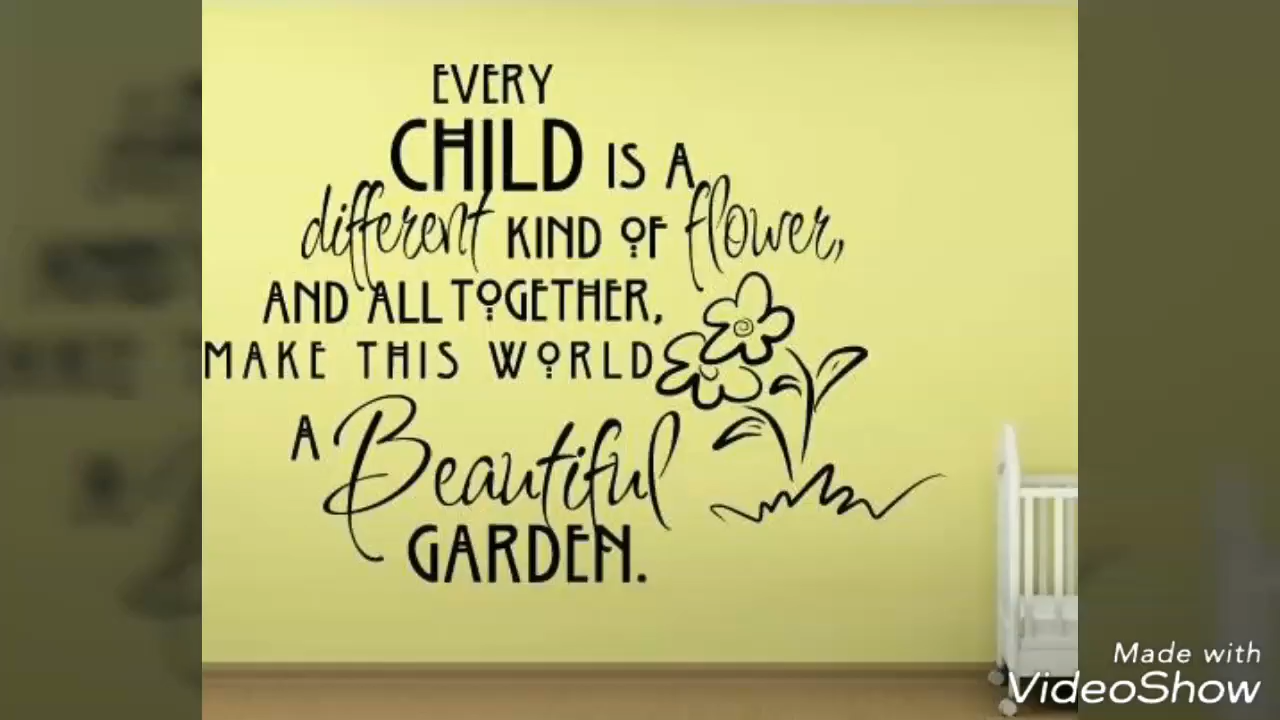 EVERY
CHILD IS A
different KIND OF flower,
AND ALL TOGETHER,
MAKE THIS WORLD
A Beautiful
GARDEN.
Made with
VideoShow